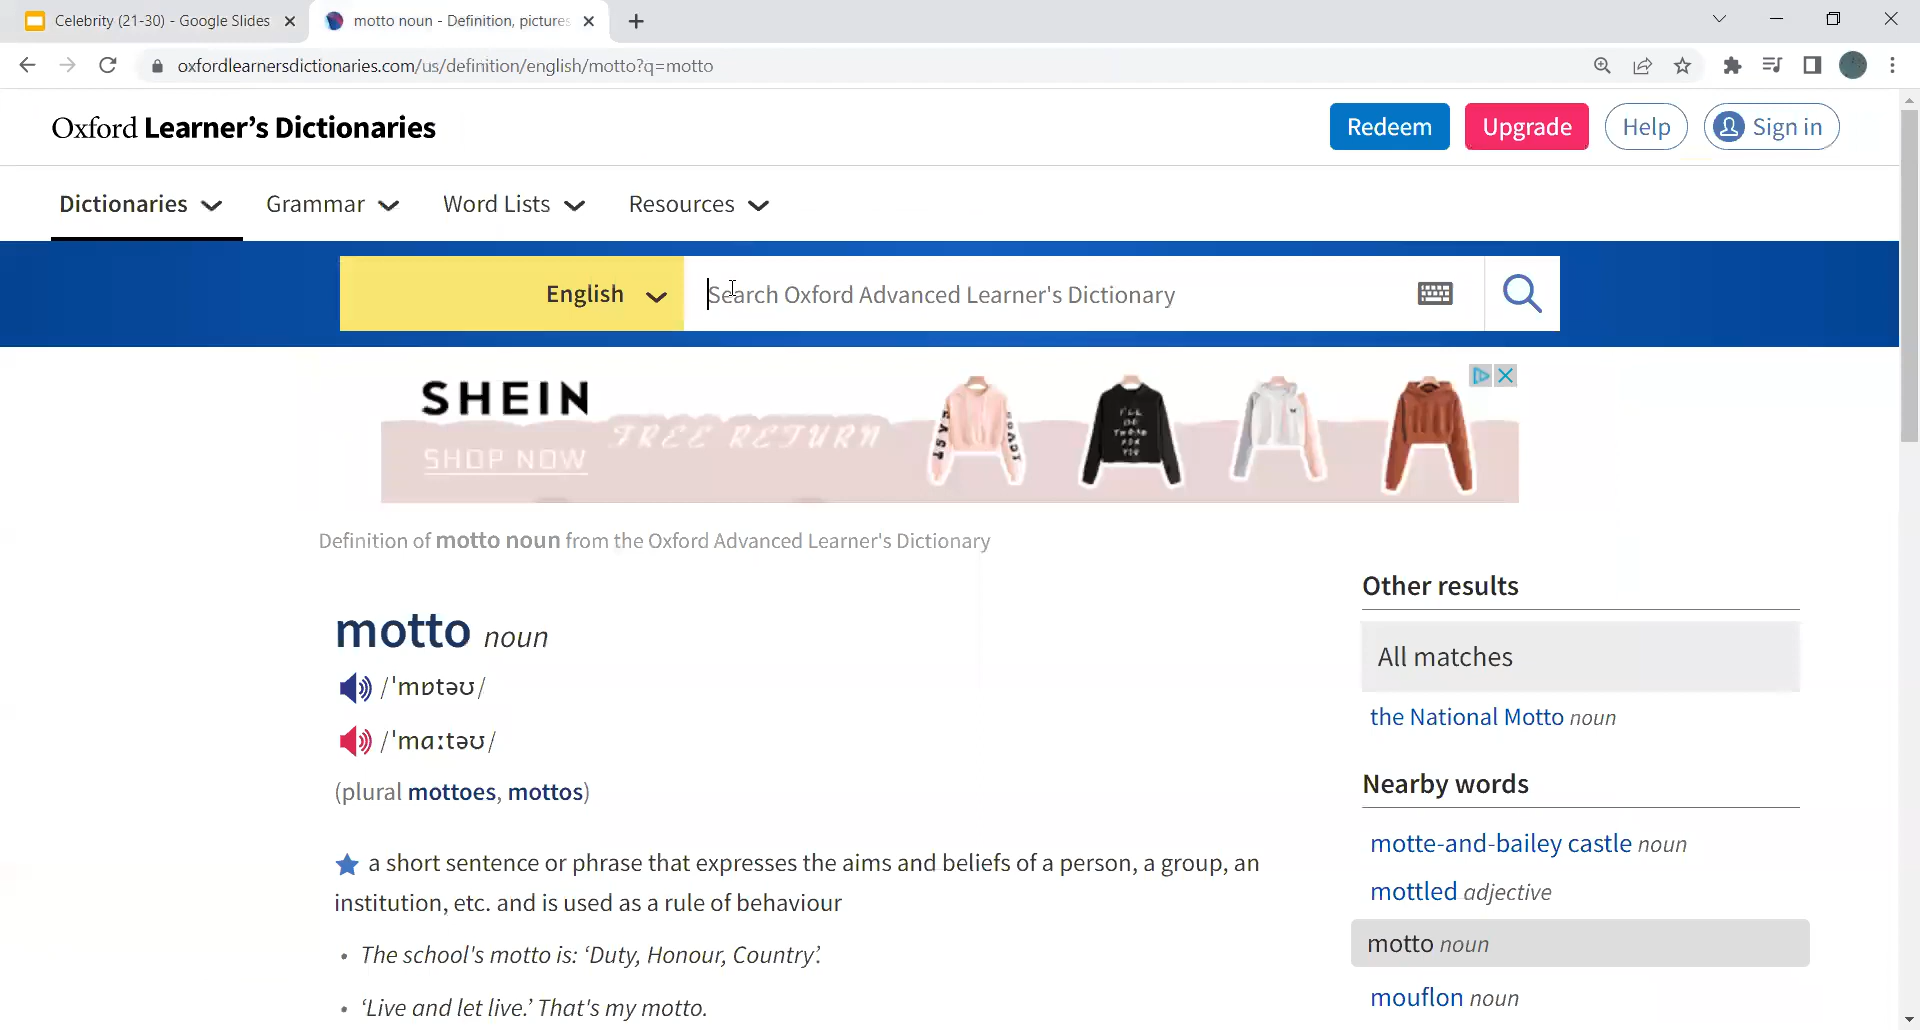 Celebrity (21-30) - Google Slides
motto noun - Definition, pictures
oxfordlearnersdictionaries.com/us/definition/english/motto?q=motto
Oxford Learner's Dictionaries
Redeem
Upgrade
Help
Sign in
Dictionaries
Grammar
Word Lists
Resources
English
Search Oxford Advanced Learner's Dictionary
SHEIN
SHOP NOW
FREE RETURN
Definition of motto noun from the Oxford Advanced Learner's Dictionary
motto noun
/ˈmɒtəʊ/
/ˈmɑːtəʊ/
(plural mottoes, mottos)
a short sentence or phrase that expresses the aims and beliefs of a person, a group, an
institution, etc. and is used as a rule of behaviour
• The school's motto is: ‘Duty, Honour, Country’.
• ‘Live and let live.’ That's my motto.
Other results
All matches
the National Motto noun
Nearby words
motte-and-bailey castle noun
mottled adjective
motto noun
mouflon noun